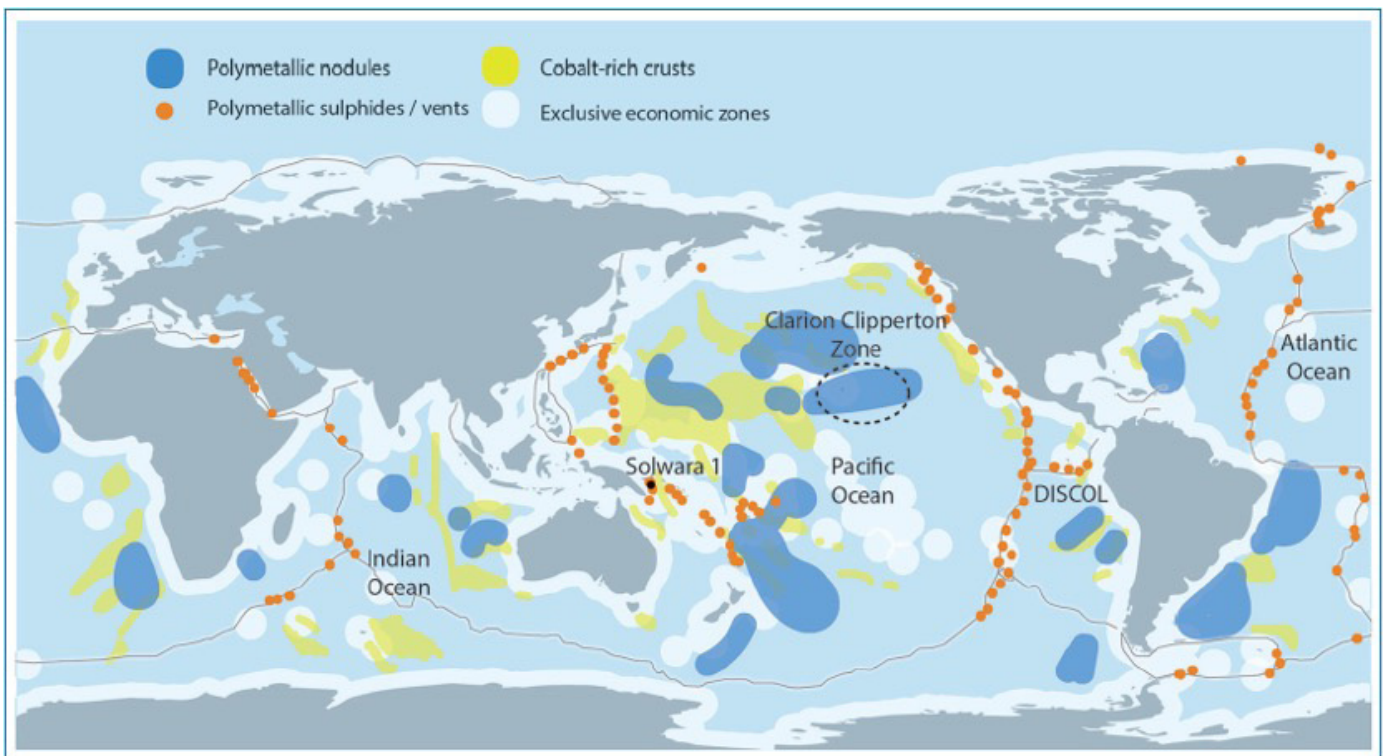 Polymetallic nodules
Cobalt-rich crusts
Polymetallic sulphides / vents
Exclusive economic zones
Clarion Clipperton
Zone
Atlantic
Ocean
Solwara 1
Pacific
Ocean
DISCOL
Indian
Ocean